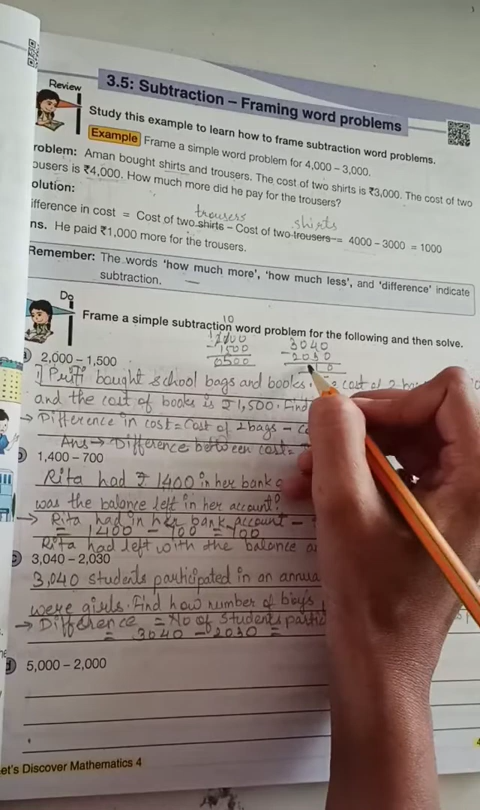 Review
3.5: Subtraction – Framing word problems
Study this example to learn how to frame subtraction word problems.
Example Frame a simple word problem for 4,000 – 3,000.
roblem: Aman bought shirts and trousers. The cost of two shirts is ₹3,000. The cost of two
ousers is ₹4,000. How much more did he pay for the trousers?
olution:
trousers shirts
ifference in cost = Cost of two shirts – Cost of two trousers = 4000 – 3000 = 1000
ns. He paid ₹1,000 more for the trousers.
Remember: The words 'how much more', 'how much less', and 'difference' indicate
subtraction.
Do
Frame a simple subtraction word problem for the following and then solve.
10
- 1500
0500
3040
- 2030
10
2,000 – 1,500
bought school bags and books. cost of 2
and the cost of books is ₹1,500. Find
→ Difference in cost = Cost of 2 bags –
Ans → Difference between cost =
1,400 – 700
Rita had ₹ 1400 in her bank
was the balance left in her account?
→ Rita had in her bank account –
= 1400 – 700 = 700
Rita had left with the balance
3,040 – 2,030
3,040 students participated in an annua
were girls. Find how number of boys
→ Difference = No of students partic
= 3040 – 2030 =
d 5,000 – 2,000
et's Discover Mathematics 4